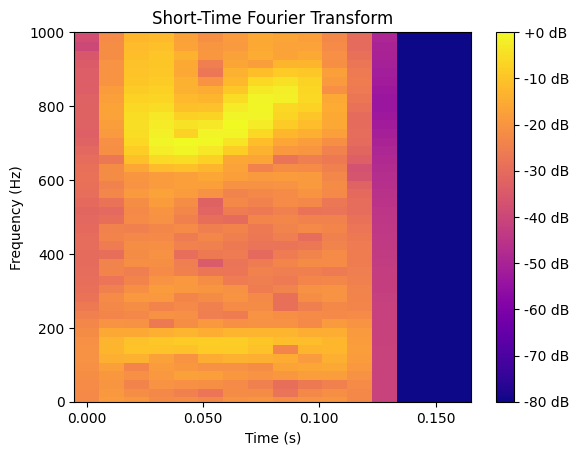 Short-Time Fourier Transform
1000
800
600
400
200
0
Frequency (Hz)
0.000
0.050
0.100
0.150
Time (s)
+0 dB
-10 dB
-20 dB
-30 dB
-40 dB
-50 dB
-60 dB
-70 dB
-80 dB